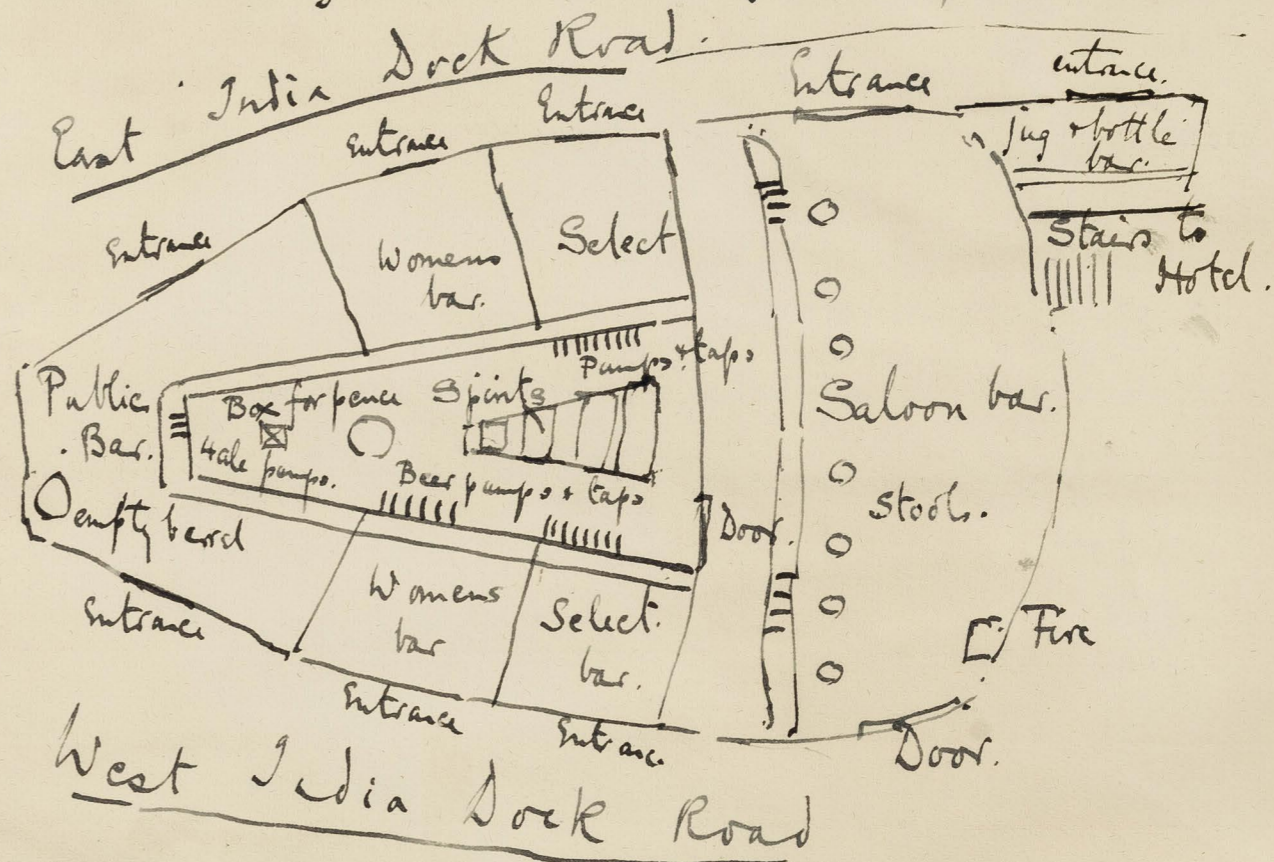 East India Dock Road.
Entrance
entrance.
Entrance
Entrance
jug & bottle
bar.
Entrance
Select
Womens
bar.
Stairs to
Hotel.
Pumps & taps
Public
Bar.
Box for pence
Spirits
4 ale pumps.
Saloon bar.
Beer pumps & taps
Stools.
empty barrel
Door.
Womens
bar
Select.
bar.
Entrance
Fire
Entrance
Entrance
Door.
West India Dock Road